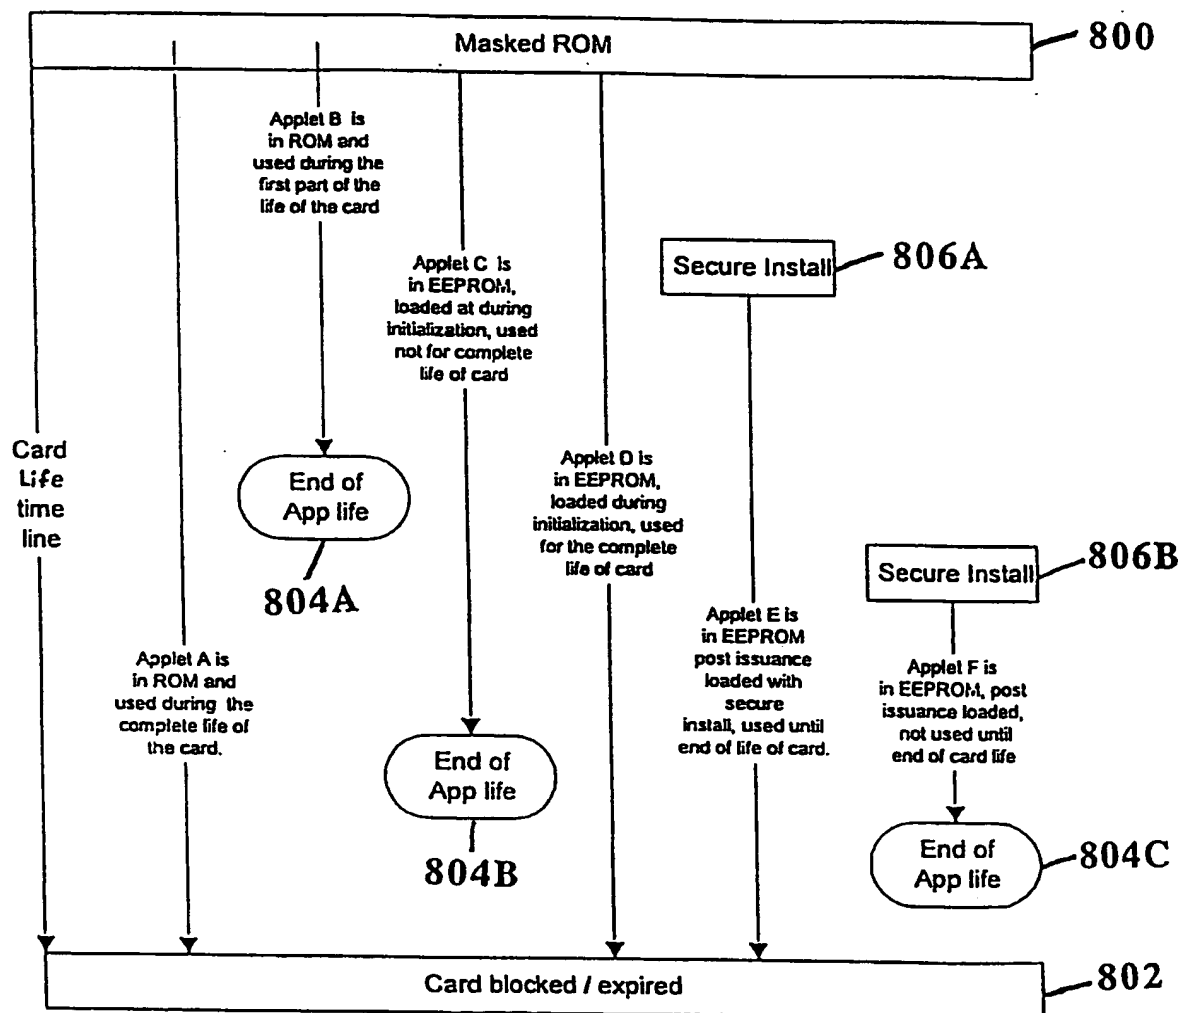 Masked ROM
800
Applet B is
in ROM and
used during the
first part of the
life of the card
Applet C is
in EEPROM,
loaded at during
initialization, used
not for complete
life of card
Secure Install
806A
Card
Life
time
line
End of
App life
804A
Applet D is
in EEPROM,
loaded during
initialization, used
for the complete
life of card
Secure Install
806B
Applet A is
in ROM and
used during the
complete life of
the card.
Applet E is
in EEPROM
post issuance
loaded with
secure
install, used until
end of life of card.
Applet F is
in EEPROM, post
issuance loaded,
not used until
end of card life
End of
App life
804B
End of
App life
804C
Card blocked / expired
802